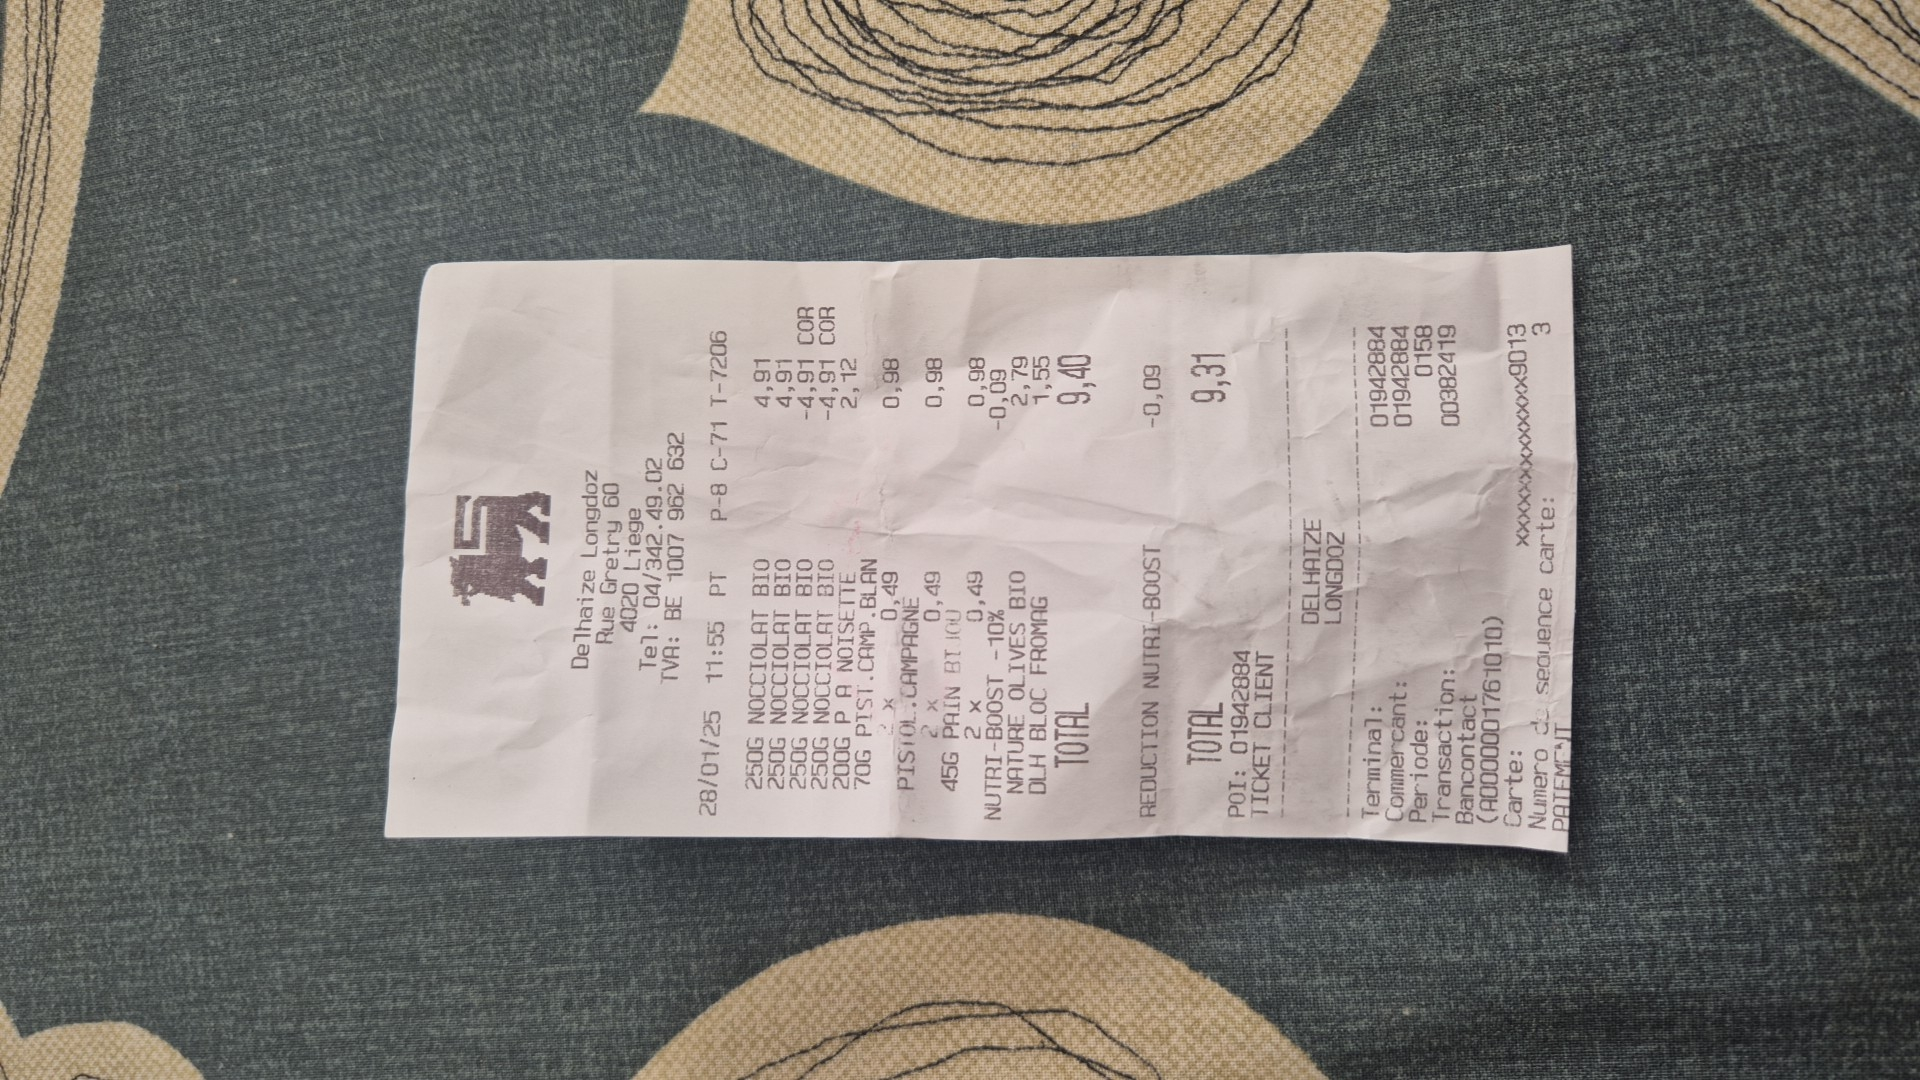 Delhaize Longdoz
Rue Gretry 60
4020 Liege
Tel: 04/342.49.02
TVA: BE 1007 962 632
28/01/25 11:55 PT P-8 C-71 T-7206
250G NOCCIOLAT BIO 4,91
250G NOCCIOLAT BIO 4,91
250G NOCCIOLAT BIO -4,91 COR
250G NOCCIOLAT BIO -4,91 COR
200G P A NOISETTE 2,12
70G PIST.CAMP.BLAN
2 x 0,49 0,98
PISTOL.CAMPAGNE
2 x 0,49 0,98
45G PAIN BIJOU
2 x 0,49 0,98
NUTRI-BOOST -10% -0,09
NATURE OLIVES BIO 2,79
DLH BLOC FROMAG 1,55
TOTAL 9,40
REDUCTION NUTRI-BOOST -0,09
TOTAL 9,31
POI: 01942884
TICKET CLIENT
DELHAIZE
LONGDOZ
Terminal: 01942884
Commercant: 01942884
Periode: 0158
Transaction: 00382419
Bancontact
(A0000001761010)
Carte: xxxxxxxxxxxxxxx9013
Numero de sequence carte: 3
PAIEMENT